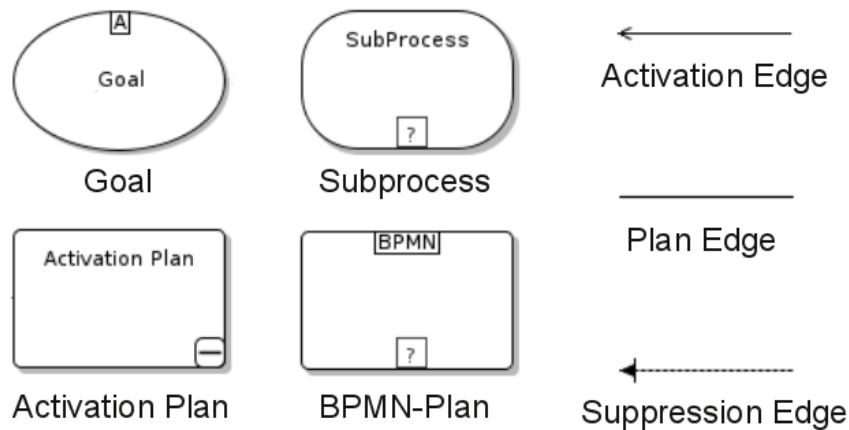 A
Goal
Goal
SubProcess
?
Subprocess
Activation Edge
Plan Edge
Activation Plan
Activation Plan
BPMN
?
BPMN-Plan
Suppression Edge